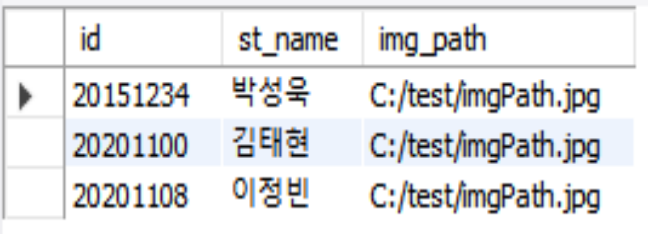 id st_name img_path
20151234 박성욱 C:/test/imgPath.jpg
20201100 김태현 C:/test/imgPath.jpg
20201108 이정빈 C:/test/imgPath.jpg